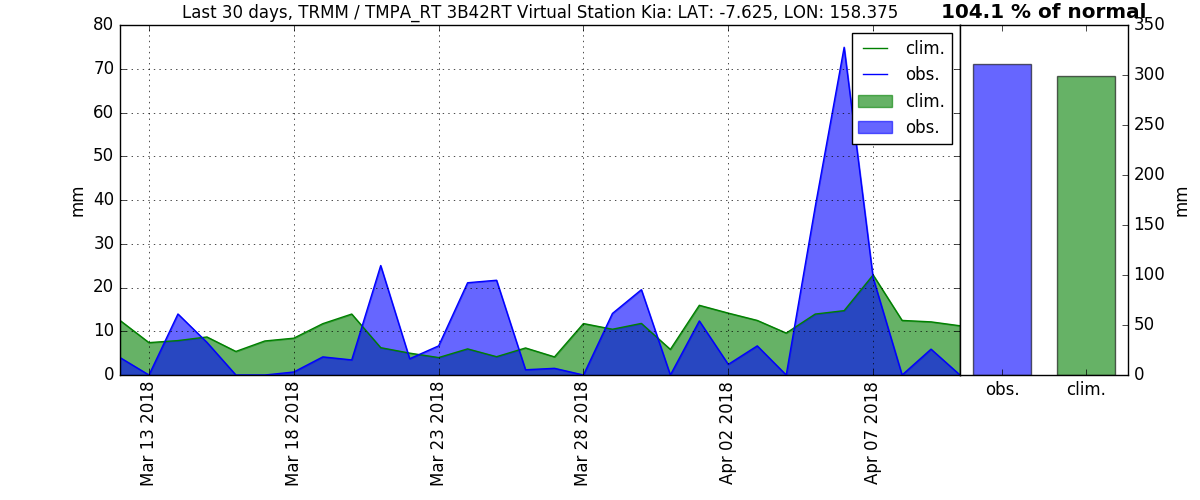 Last 30 days, TRMM / TMPA_RT 3B42RT Virtual Station Kia: LAT: -7.625, LON: 158.375
104.1 % of normal
80
70
60
50
40
30
20
10
0
mm
clim.
obs.
clim.
obs.
Mar 13 2018
Mar 18 2018
Mar 23 2018
Mar 28 2018
Apr 02 2018
Apr 07 2018
350
300
250
200
150
100
50
0
mm
obs.
clim.